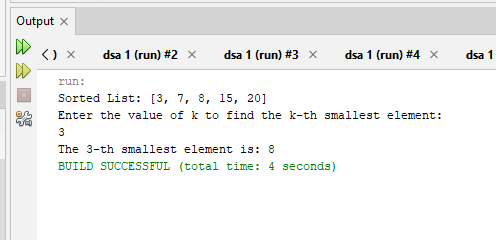 Output ×
) × dsa 1 (run) #2 × dsa 1 (run) #3 × dsa 1 (run) #4 × dsa 1
run:
Sorted List: [3, 7, 8, 15, 20]
Enter the value of k to find the k-th smallest element:
3
The 3-th smallest element is: 8
BUILD SUCCESSFUL (total time: 4 seconds)